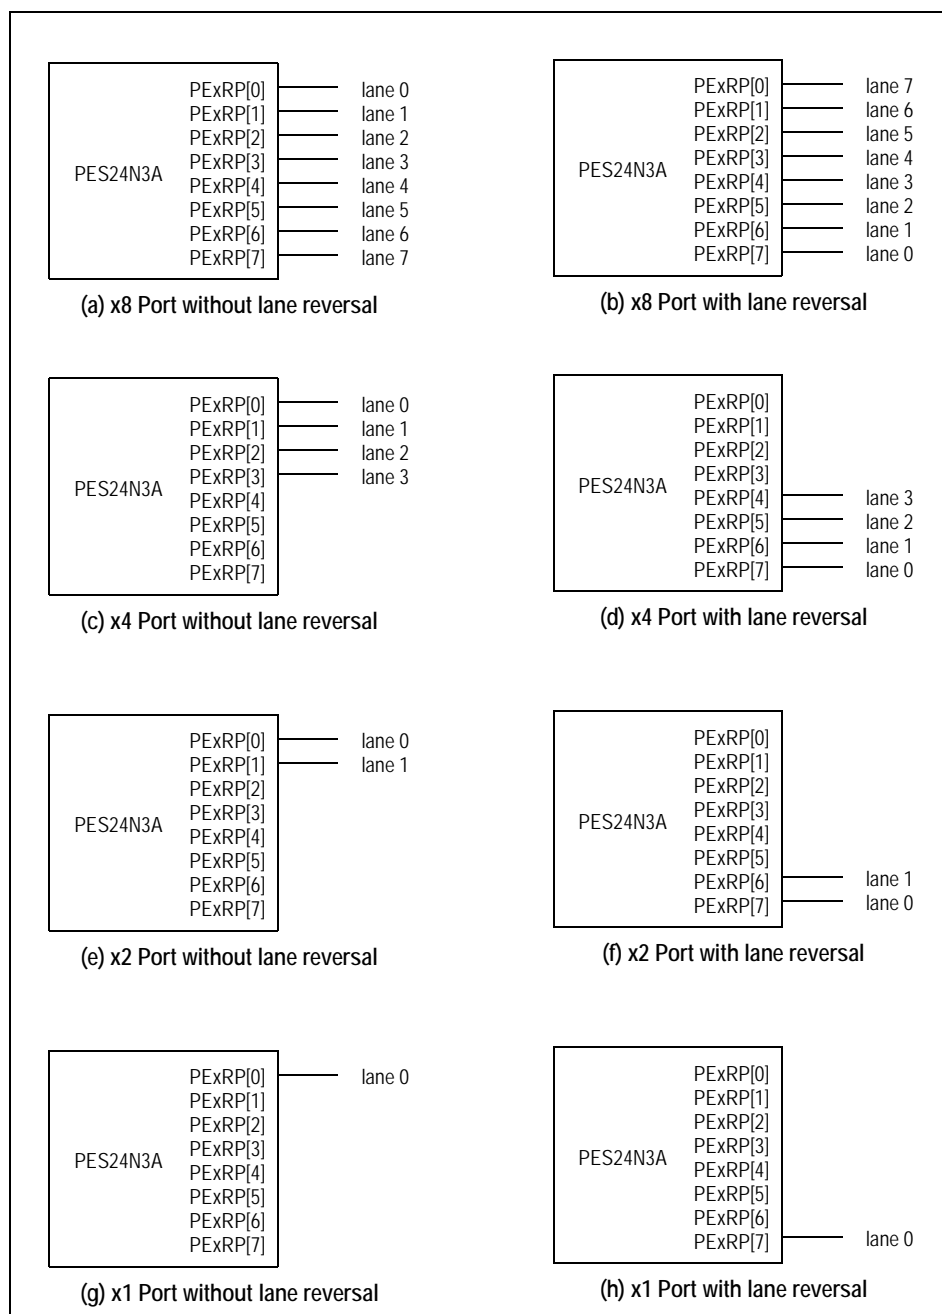 PExRP[0] lane 0
PExRP[1] lane 1
PExRP[2] lane 2
PExRP[3] lane 3
PES24N3A
PExRP[4] lane 4
PExRP[5] lane 5
PExRP[6] lane 6
PExRP[7] lane 7
(a) x8 Port without lane reversal
PExRP[0] lane 7
PExRP[1] lane 6
PExRP[2] lane 5
PExRP[3] lane 4
PES24N3A
PExRP[4] lane 3
PExRP[5] lane 2
PExRP[6] lane 1
PExRP[7] lane 0
(b) x8 Port with lane reversal
PExRP[0] lane 0
PExRP[1] lane 1
PExRP[2] lane 2
PExRP[3] lane 3
PES24N3A
PExRP[4]
PExRP[5]
PExRP[6]
PExRP[7]
(c) x4 Port without lane reversal
PExRP[0]
PExRP[1]
PExRP[2]
PExRP[3]
PES24N3A
PExRP[4] lane 3
PExRP[5] lane 2
PExRP[6] lane 1
PExRP[7] lane 0
(d) x4 Port with lane reversal
PExRP[0] lane 0
PExRP[1] lane 1
PExRP[2]
PExRP[3]
PES24N3A
PExRP[4]
PExRP[5]
PExRP[6]
PExRP[7]
(e) x2 Port without lane reversal
PExRP[0]
PExRP[1]
PExRP[2]
PExRP[3]
PES24N3A
PExRP[4]
PExRP[5]
PExRP[6] lane 1
PExRP[7] lane 0
(f) x2 Port with lane reversal
PExRP[0] lane 0
PExRP[1]
PExRP[2]
PExRP[3]
PES24N3A
PExRP[4]
PExRP[5]
PExRP[6]
PExRP[7]
(g) x1 Port without lane reversal
PExRP[0]
PExRP[1]
PExRP[2]
PExRP[3]
PES24N3A
PExRP[4]
PExRP[5]
PExRP[6]
PExRP[7] lane 0
(h) x1 Port with lane reversal